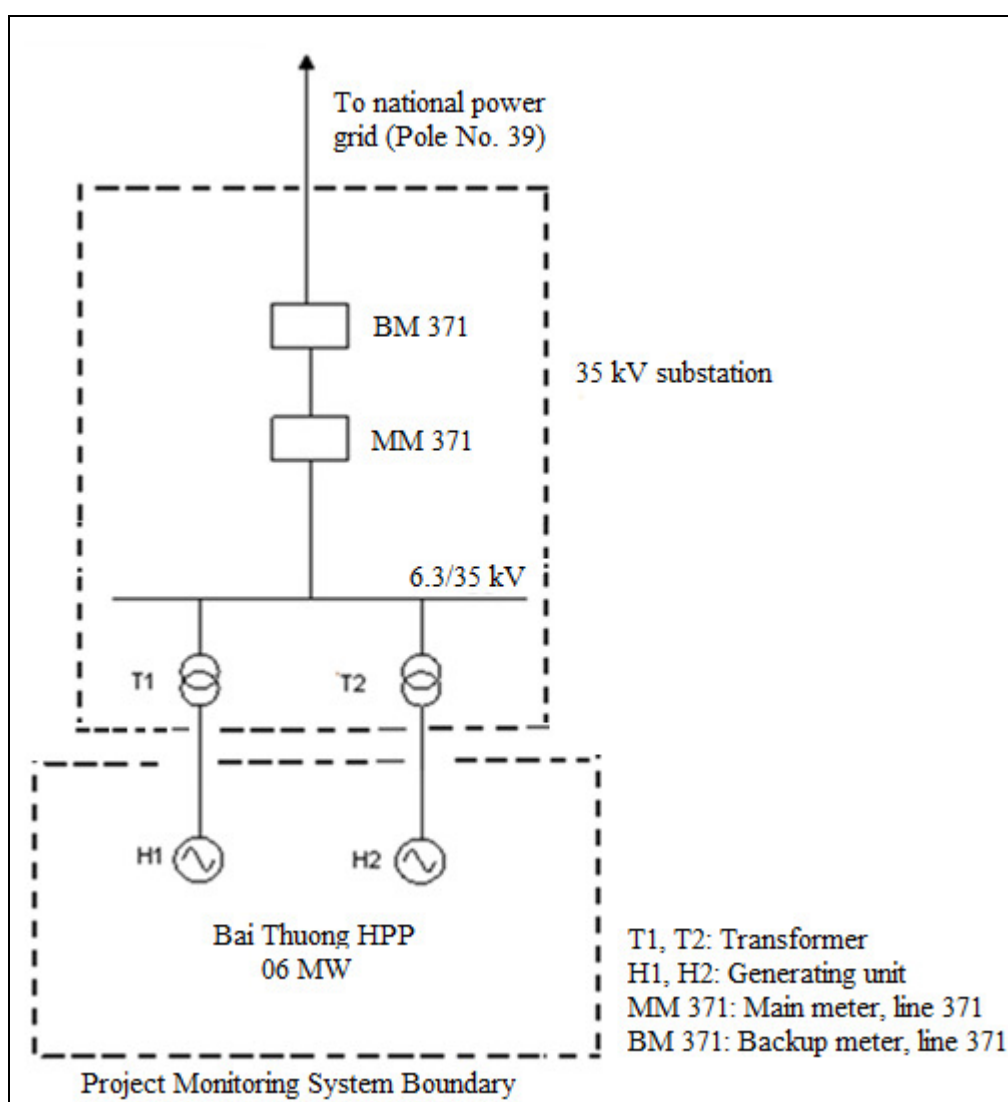 To national power
grid (Pole No. 39)
BM 371
35 kV substation
MM 371
6.3/35 kV
T1
T2
H1
H2
Bai Thuong HPP
06 MW
T1, T2: Transformer
H1, H2: Generating unit
MM 371: Main meter, line 371
BM 371: Backup meter, line 371
Project Monitoring System Boundary